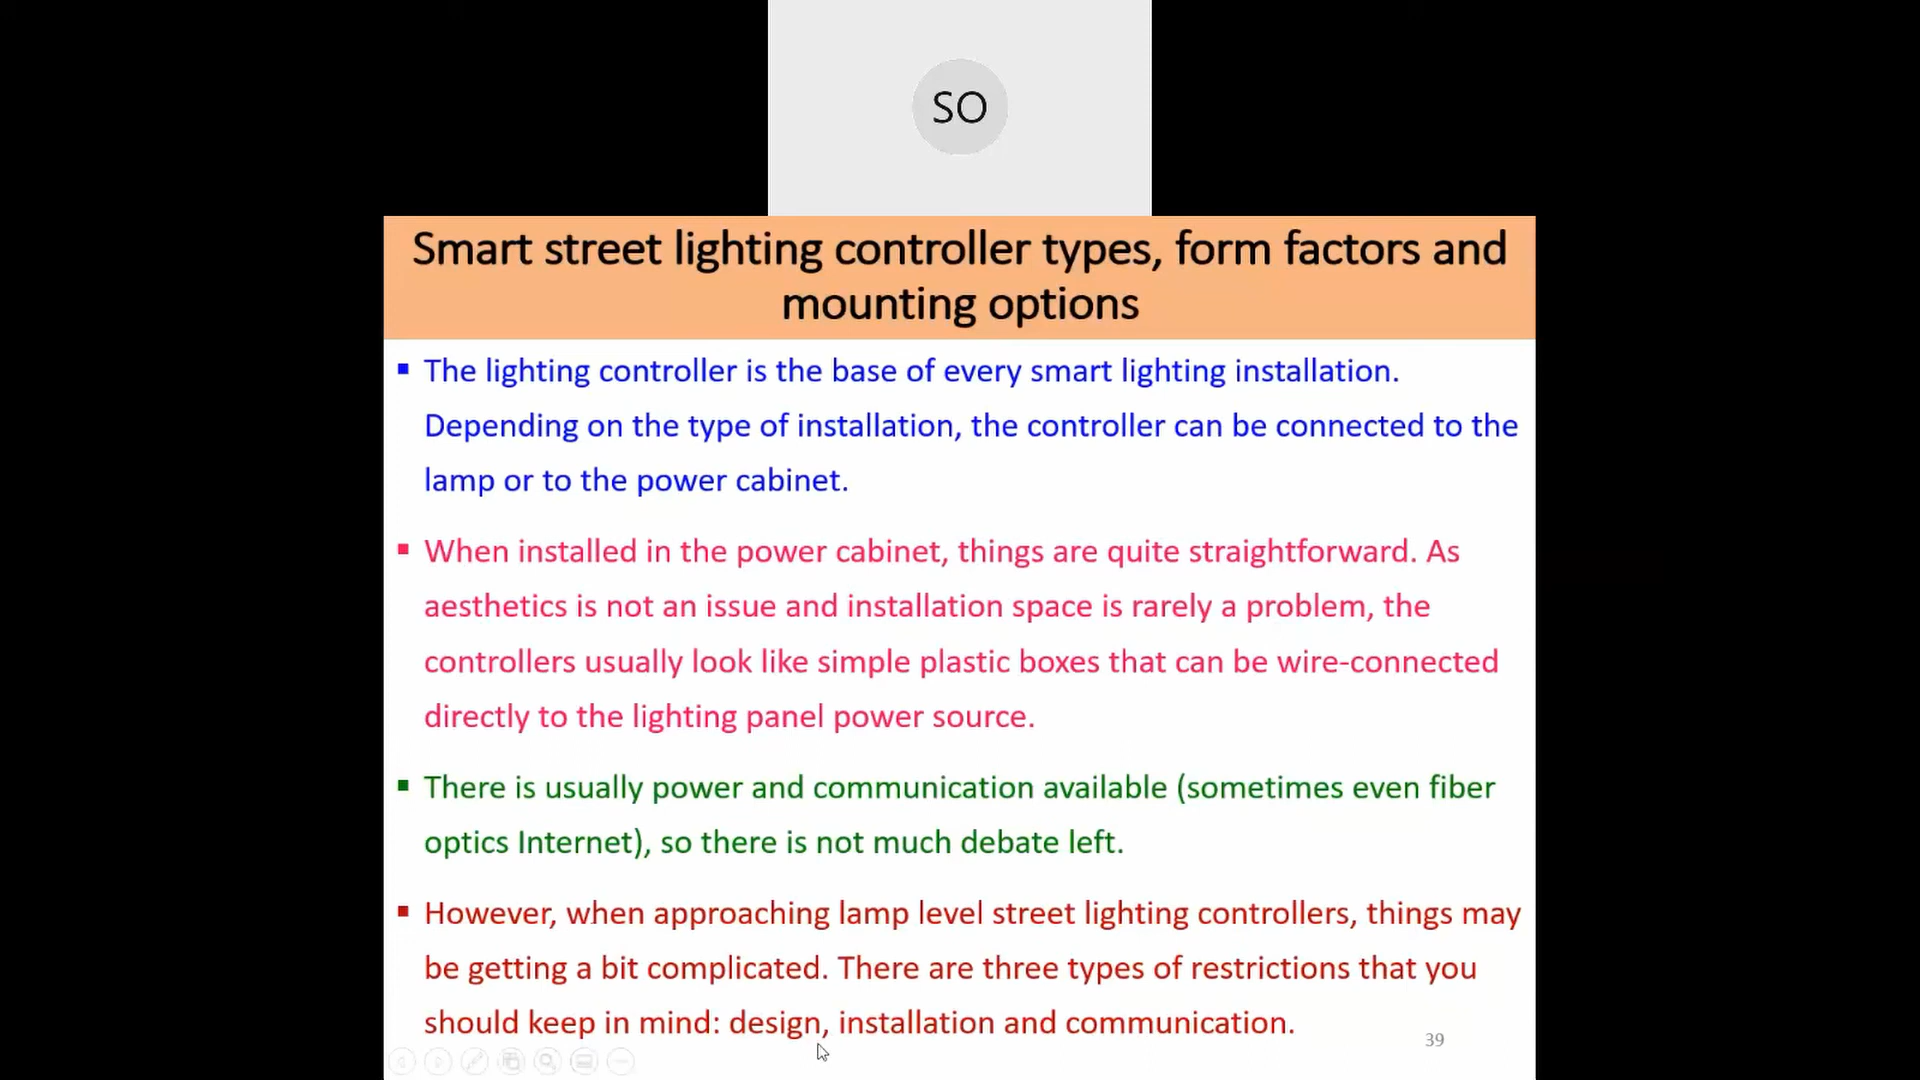 SO
Smart street lighting controller types, form factors and
mounting options
▪ The lighting controller is the base of every smart lighting installation.
Depending on the type of installation, the controller can be connected to the
lamp or to the power cabinet.
▪ When installed in the power cabinet, things are quite straightforward. As
aesthetics is not an issue and installation space is rarely a problem, the
controllers usually look like simple plastic boxes that can be wire-connected
directly to the lighting panel power source.
▪ There is usually power and communication available (sometimes even fiber
optics Internet), so there is not much debate left.
▪ However, when approaching lamp level street lighting controllers, things may
be getting a bit complicated. There are three types of restrictions that you
should keep in mind: design, installation and communication.
39